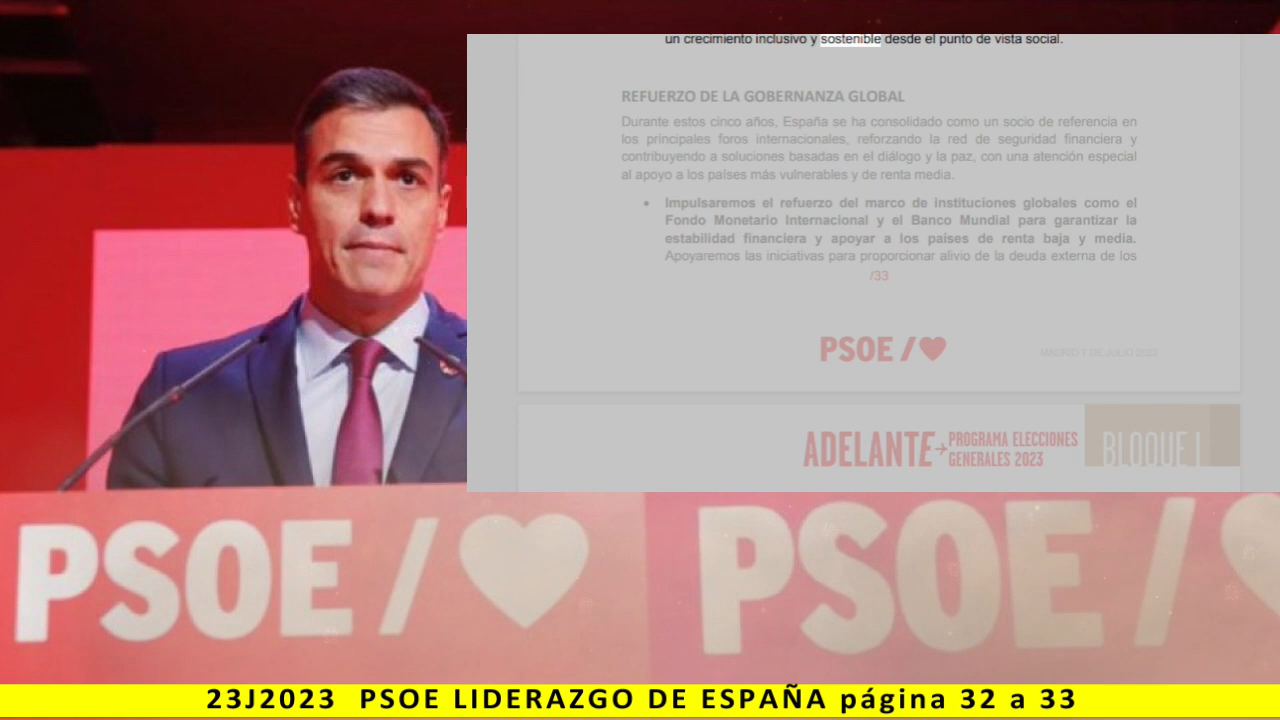 un crecimiento inclusivo y sostenible desde el punto de vista social.
REFUERZO DE LA GOBERNANZA GLOBAL
Durante estos cinco años, España se ha consolidado como un socio de referencia en
los principales foros internacionales, reforzando la red de seguridad financiera y
contribuyendo a soluciones basadas en el diálogo y la paz, con una atención especial
al apoyo a los países más vulnerables y de renta media.
• Impulsaremos el refuerzo del marco de instituciones globales como el
Fondo Monetario Internacional y el Banco Mundial para garantizar la
estabilidad financiera y apoyar a los países de renta baja y media.
Apoyaremos las iniciativas para proporcionar alivio de la deuda externa de los
/33
PSOE /
MADRID 7 DE JULIO 2023
ADELANTE→PROGRAMA ELECCIONES
GENERALES 2023
BLOQUE I
PSOE /
PSOE /
23J2023 PSOE LIDERAZGO DE ESPAÑA página 32 a 33